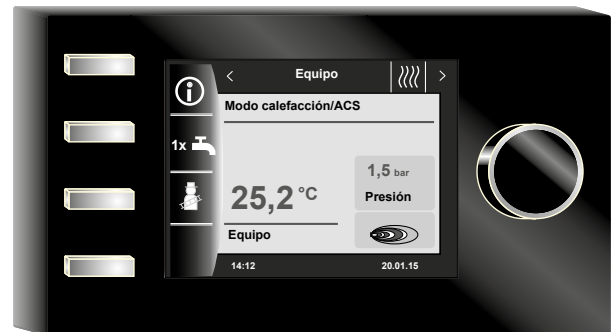 < Equipo >
Modo calefacción/ACS
1x
1,5 bar
Presión
25,2 °C
Equipo
14:12 20.01.15